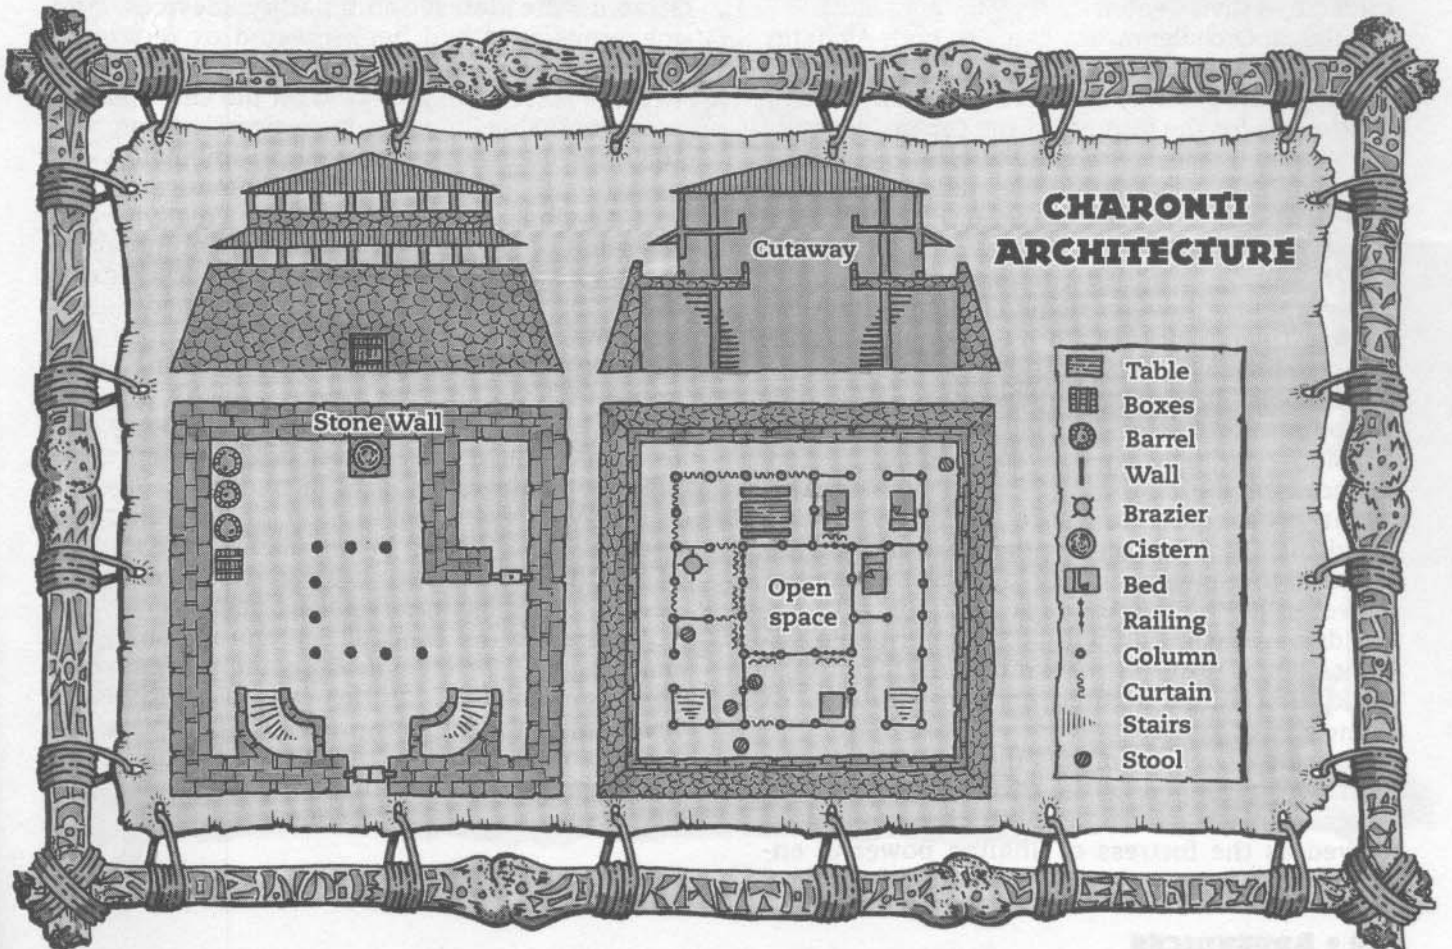 CHARONTI
ARCHITECTURE
Cutaway
Stone Wall
Open
space
Table
Boxes
Barrel
Wall
Brazier
Cistern
Bed
Railing
Column
Curtain
Stairs
Stool